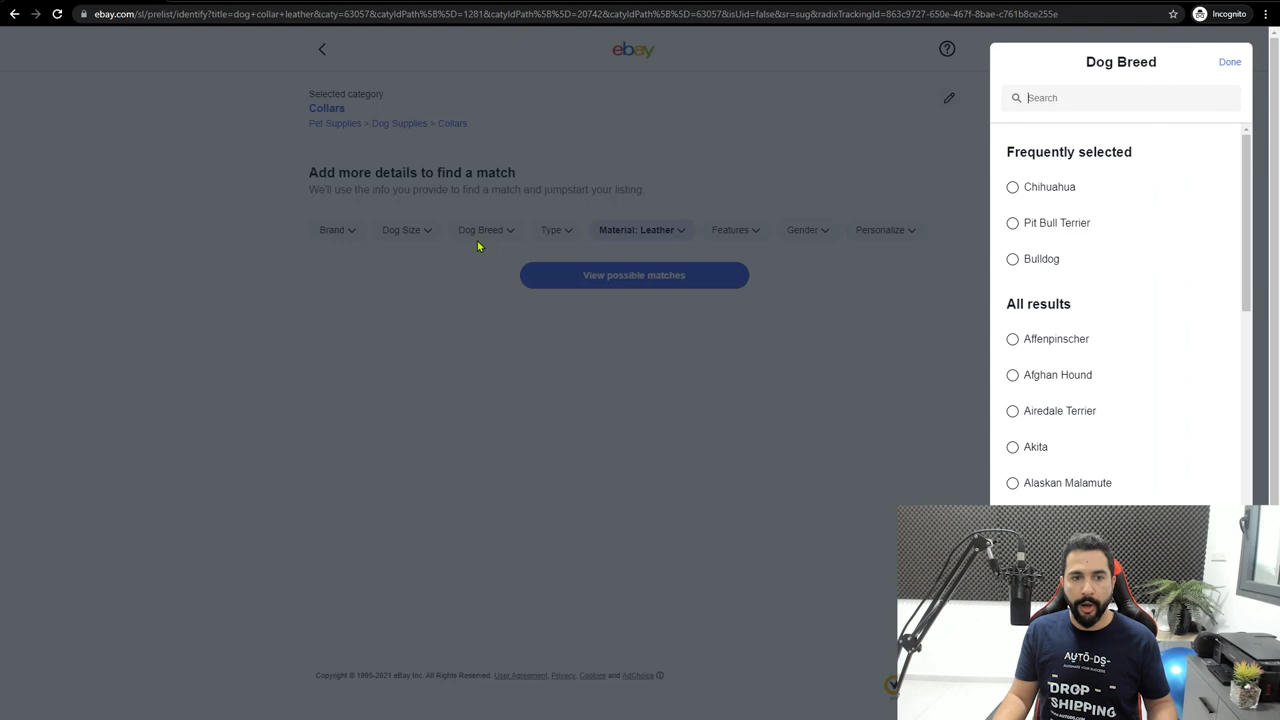 ebay.com/sl/prelist/identify?title=dog+collar+leather&caty=63057&catyIdPath%5B%5D=1281&catyIdPath%5B%5D=20742&catyIdPath%5B%5D=63057&isUid=false&sr=sug&radixTrackingId=863c9727-650e-467f-8bae-c761b8ce255e
Incognito
ebay
Dog Breed
Done
Search
Selected category
Collars
Pet Supplies > Dog Supplies > Collars
Frequently selected
Add more details to find a match
We'll use the info you provide to find a match and jumpstart your listing.
Chihuahua
Pit Bull Terrier
Brand Dog Size Dog Breed Type Material: Leather Features Gender Personalize
Bulldog
View possible matches
All results
Affenpinscher
Afghan Hound
Airedale Terrier
Akita
Alaskan Malamute
Copyright © 1995-2021 eBay Inc. All Rights Reserved. User Agreement, Privacy, Cookies and AdChoice
AUTO-DS-
AUTOMATE YOUR SUCCESS
DROP
SHIPPING
WWW.AUTODS.COM